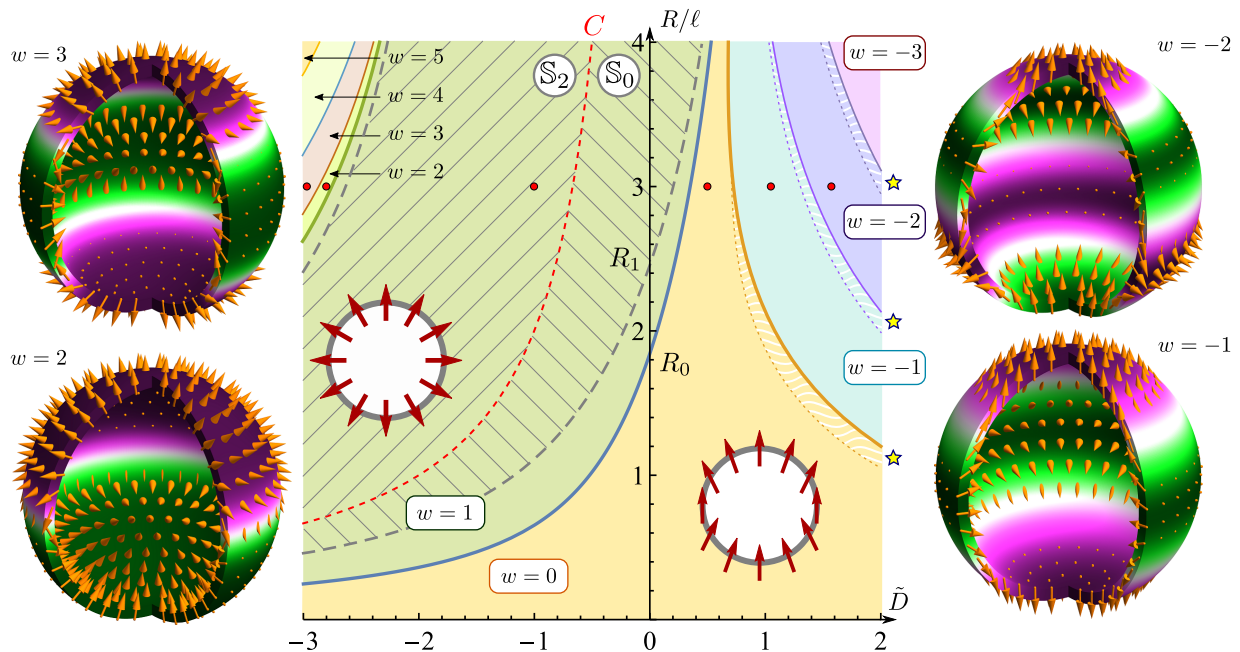 w = 3
w = 2
C
R/ℓ
4
3
2
1
𝕊₂
𝕊₀
w = 5
w = 4
w = 3
w = 2
R₁
R₀
w = 1
w = 0
w = −3
w = −2
w = −1
D̃
−3
−2
−1
0
1
2
w = −2
w = −1